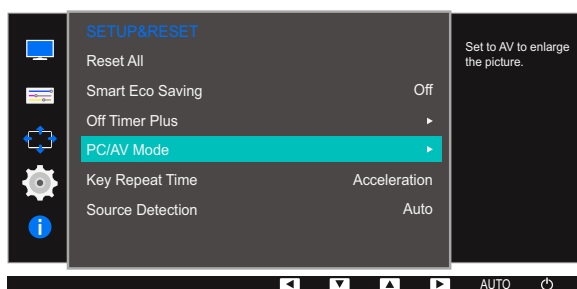 SETUP&RESET
Reset All
Smart Eco Saving Off
Off Timer Plus
PC/AV Mode
Key Repeat Time Acceleration
Source Detection Auto
Set to AV to enlarge
the picture.
AUTO